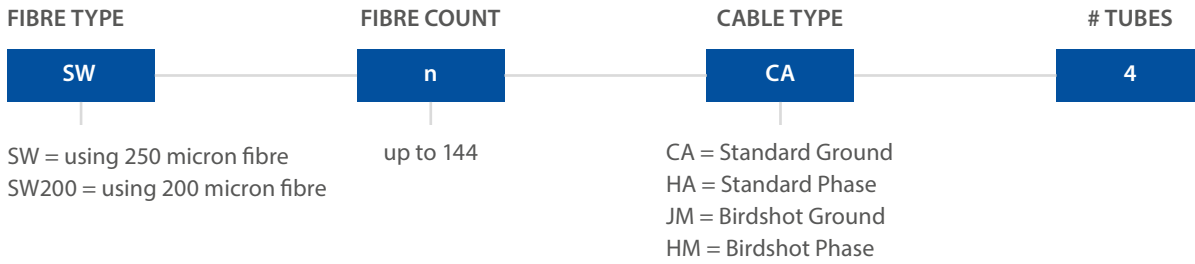 FIBRE TYPE
FIBRE COUNT
CABLE TYPE
# TUBES
SW
n
CA
4
SW = using 250 micron fibre
SW200 = using 200 micron fibre
up to 144
CA = Standard Ground
HA = Standard Phase
JM = Birdshot Ground
HM = Birdshot Phase